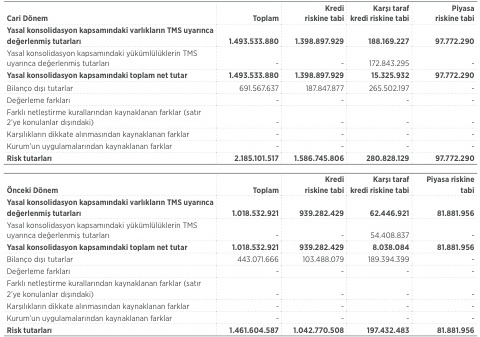 Kredi Karşı taraf Piyasa
Cari Dönem Toplam riskine tabi kredi riskine tabi riskine tabi
Yasal konsolidasyon kapsamındaki varlıkların TMS uyarınca
değerlenmiş tutarları 1.493.533.880 1.398.897.929 188.169.227 97.772.290
Yasal konsolidasyon kapsamındaki yükümlülüklerin TMS
uyarınca değerlenmiş tutarları - - 172.843.295 -
Yasal konsolidasyon kapsamındaki toplam net tutar 1.493.533.880 1.398.897.929 15.325.932 97.772.290
Bilanço dışı tutarlar 691.567.637 187.847.877 265.502.197 -
Değerleme farkları - - - -
Farklı netleştirme kurallarından kaynaklanan farklar (satır
2'ye konulanlar dışındaki) - - - -
Karşılıkların dikkate alınmasından kaynaklanan farklar - - - -
Kurum'un uygulamalarından kaynaklanan farklar - - - -
Risk tutarları 2.185.101.517 1.586.745.806 280.828.129 97.772.290
Kredi Karşı taraf Piyasa riskine
Önceki Dönem Toplam riskine tabi kredi riskine tabi tabi
Yasal konsolidasyon kapsamındaki varlıkların TMS uyarınca
değerlenmiş tutarları 1.018.532.921 939.282.429 62.446.921 81.881.956
Yasal konsolidasyon kapsamındaki yükümlülüklerin TMS
uyarınca değerlenmiş tutarları - - 54.408.837 -
Yasal konsolidasyon kapsamındaki toplam net tutar 1.018.532.921 939.282.429 8.038.084 81.881.956
Bilanço dışı tutarlar 443.071.666 103.488.079 189.394.399 -
Değerleme farkları - - - -
Farklı netleştirme kurallarından kaynaklanan farklar (satır
2'ye konulanlar dışındaki) - - - -
Karşılıkların dikkate alınmasından kaynaklanan farklar - - - -
Kurum'un uygulamalarından kaynaklanan farklar - - - -
Risk tutarları 1.461.604.587 1.042.770.508 197.432.483 81.881.956